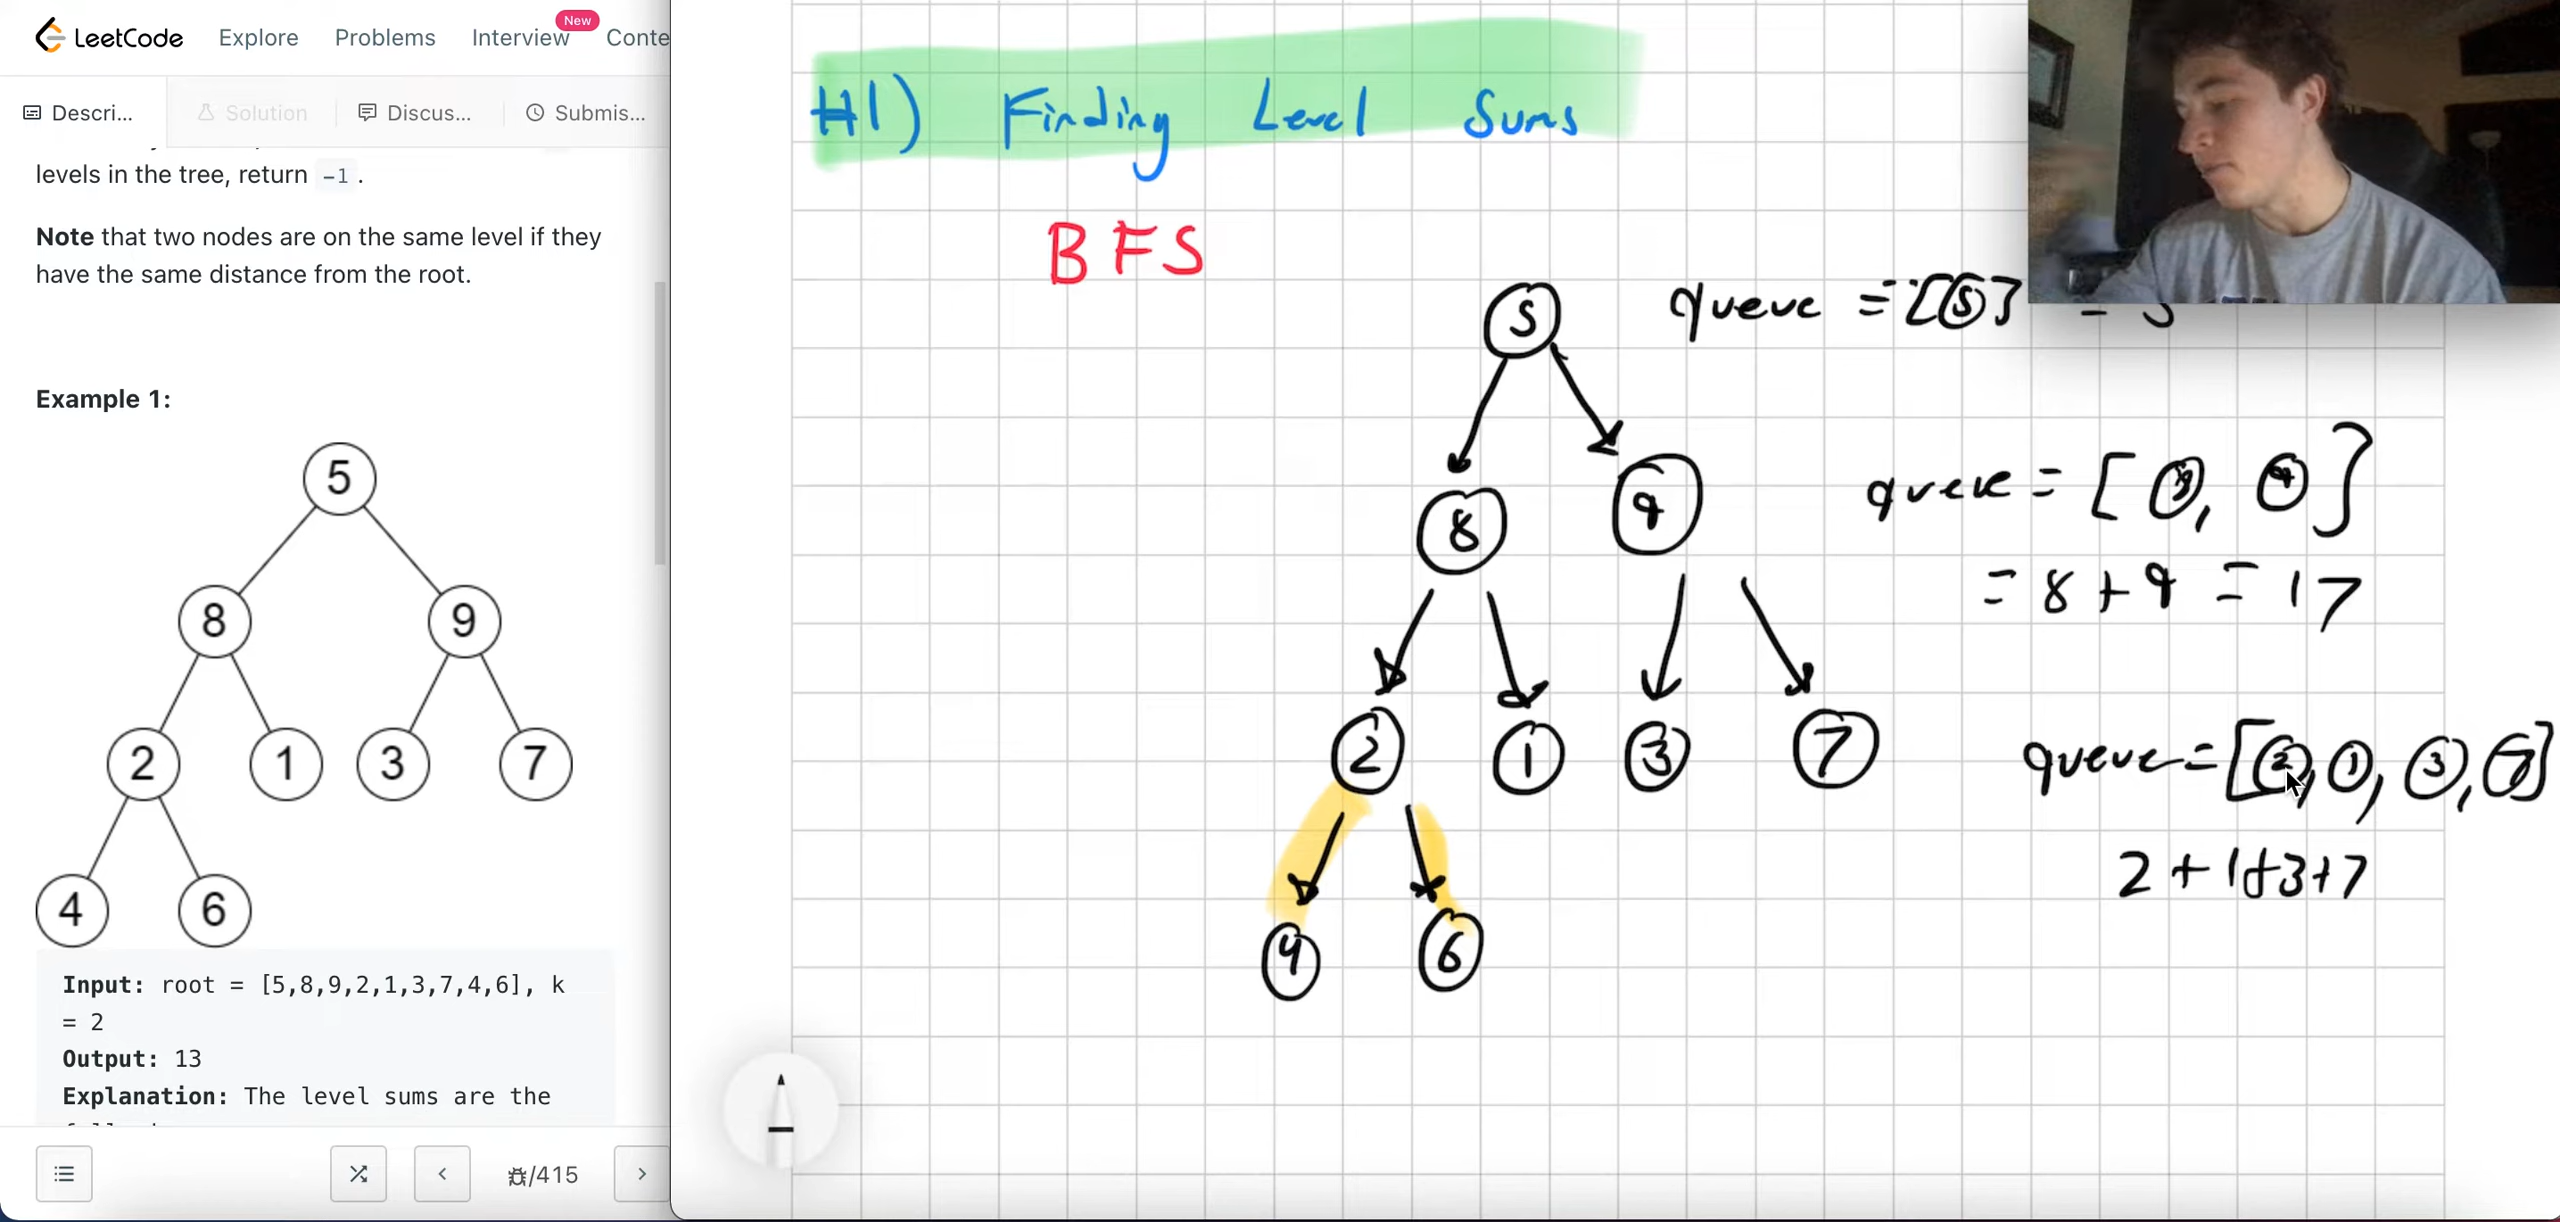 LeetCode Explore Problems Interview New Conte
Descri... Solution Discus... Submis...
levels in the tree, return -1 .
Note that two nodes are on the same level if they
have the same distance from the root.
Example 1:
5
8 9
2 1 3 7
4 6
Input: root = [5,8,9,2,1,3,7,4,6], k
= 2
Output: 13
Explanation: The level sums are the
/415
#1) Finding Level Sums
BFS
5 queue = [5]
8 9 queue = [8, 9]
= 8 + 9 = 17
2 1 3 7 queue = [2, 1, 3, 7]
2 + 1 + 3 + 7
4 6